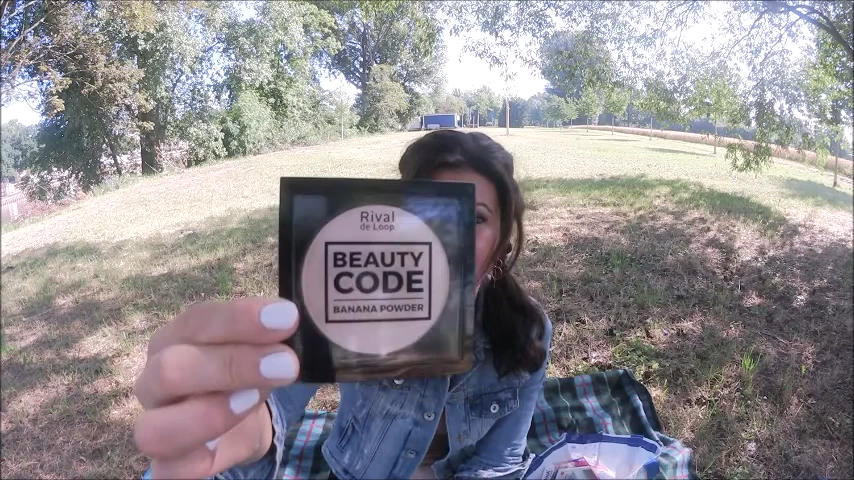 Rival
de Loop
BEAUTY
CODE
BANANA POWDER